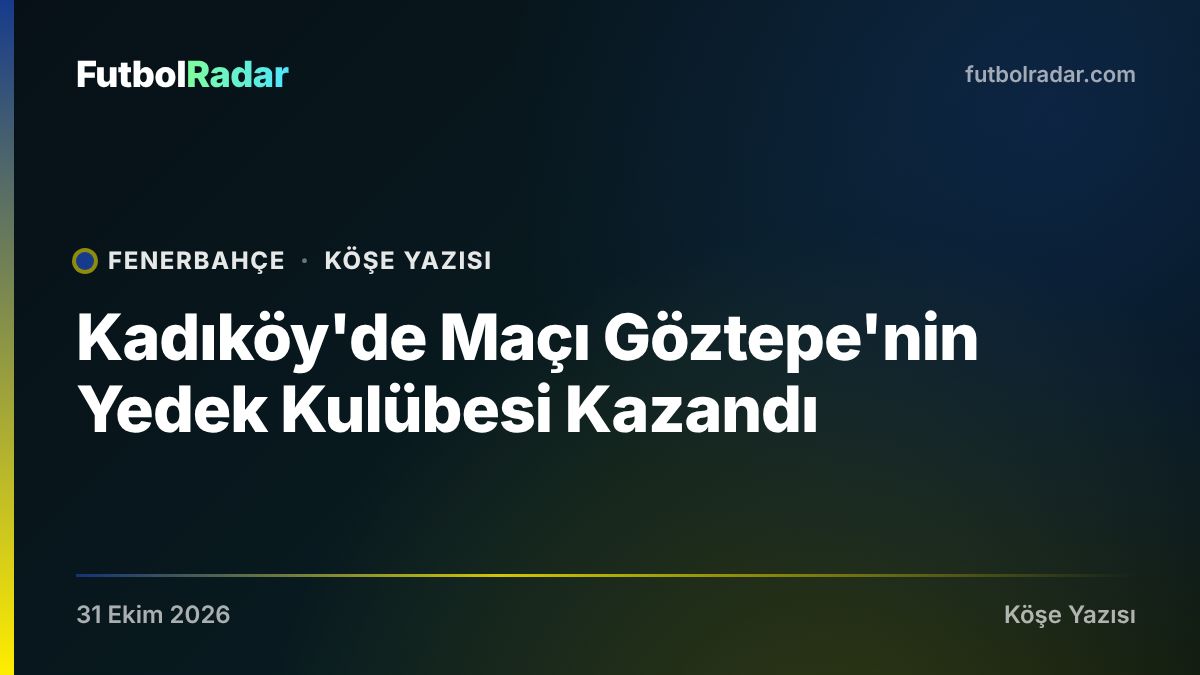 FutbolRadar
futbolradar.com
FENERBAHÇE · KÖŞE YAZISI
Kadıköy'de Maçı Göztepe'nin
Yedek Kulübesi Kazandı
31 Ekim 2026
Köşe Yazısı